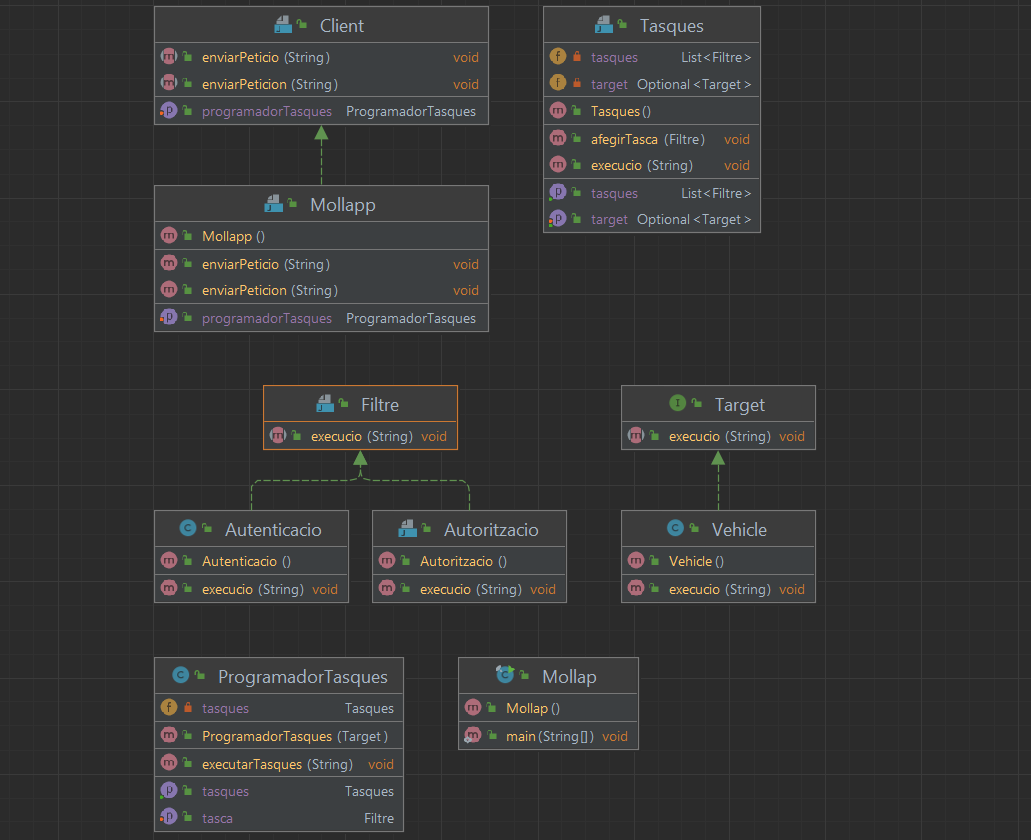 Client
enviarPeticio (String) void
enviarPeticion (String) void
programadorTasques ProgramadorTasques
Tasques
tasques List<Filtre>
target Optional<Target>
Tasques()
afegirTasca (Filtre) void
execucio (String) void
tasques List<Filtre>
target Optional<Target>
Mollapp
Mollapp ()
enviarPeticio (String) void
enviarPeticion (String) void
programadorTasques ProgramadorTasques
Filtre
execucio (String) void
Target
execucio (String) void
Autenticacio
Autenticacio ()
execucio (String) void
Autoritzacio
Autoritzacio ()
execucio (String) void
Vehicle
Vehicle()
execucio (String) void
ProgramadorTasques
tasques Tasques
ProgramadorTasques (Target)
executarTasques (String) void
tasques Tasques
tasca Filtre
Mollap
Mollap ()
main(String[]) void